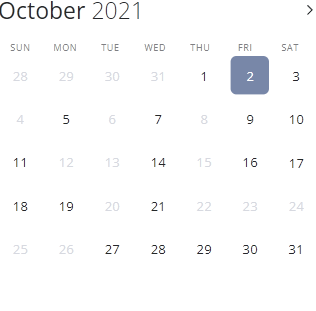 October 2021
SUN MON TUE WED THU FRI SAT
28 29 30 31 1 2 3
4 5 6 7 8 9 10
11 12 13 14 15 16 17
18 19 20 21 22 23 24
25 26 27 28 29 30 31